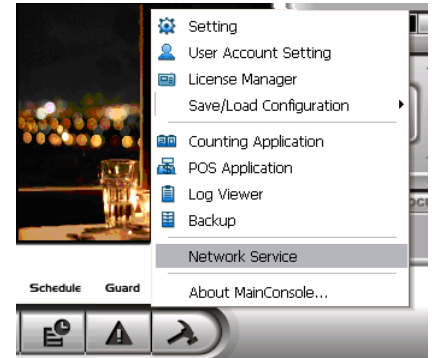 Setting
User Account Setting
License Manager
Save/Load Configuration
Counting Application
POS Application
Log Viewer
Backup
Network Service
About MainConsole...
Schedule
Guard